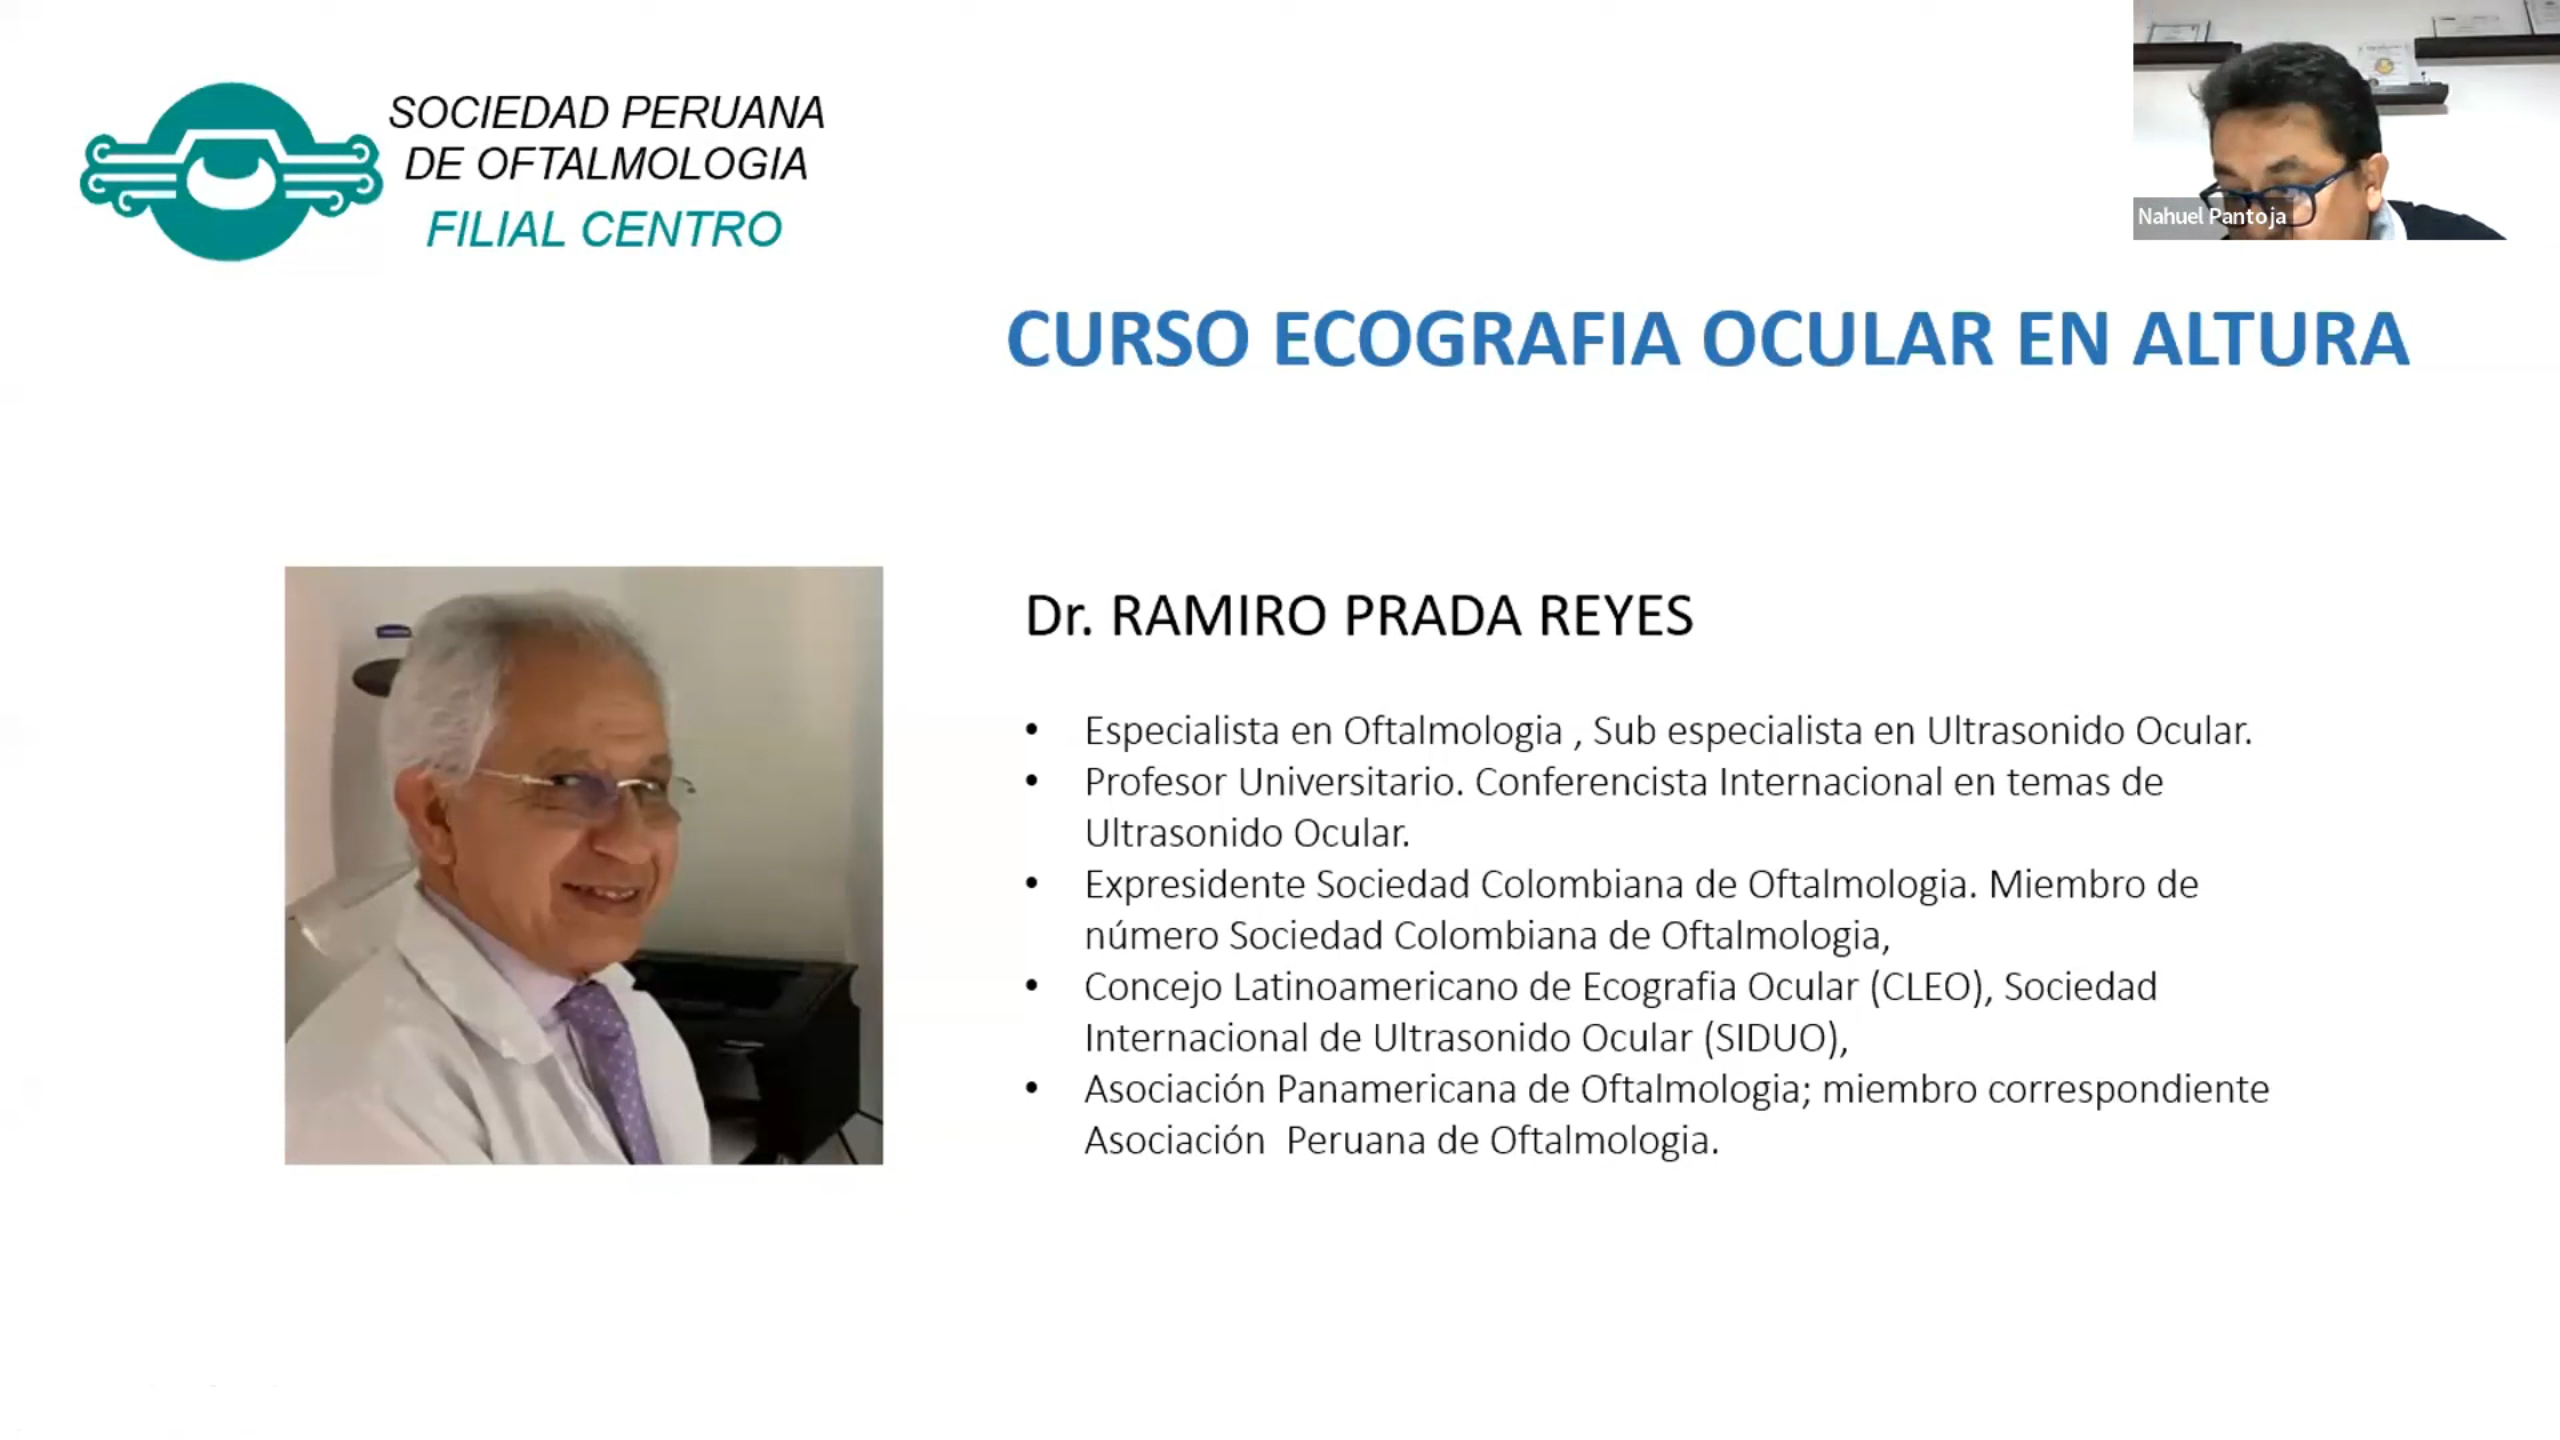 SOCIEDAD PERUANA
DE OFTALMOLOGIA
FILIAL CENTRO
Nahuel Pantoja
CURSO ECOGRAFIA OCULAR EN ALTURA
Dr. RAMIRO PRADA REYES
• Especialista en Oftalmologia , Sub especialista en Ultrasonido Ocular.
• Profesor Universitario. Conferencista Internacional en temas de
Ultrasonido Ocular.
• Expresidente Sociedad Colombiana de Oftalmologia. Miembro de
número Sociedad Colombiana de Oftalmologia,
• Concejo Latinoamericano de Ecografia Ocular (CLEO), Sociedad
Internacional de Ultrasonido Ocular (SIDUO),
• Asociación Panamericana de Oftalmologia; miembro correspondiente
Asociación  Peruana de Oftalmologia.